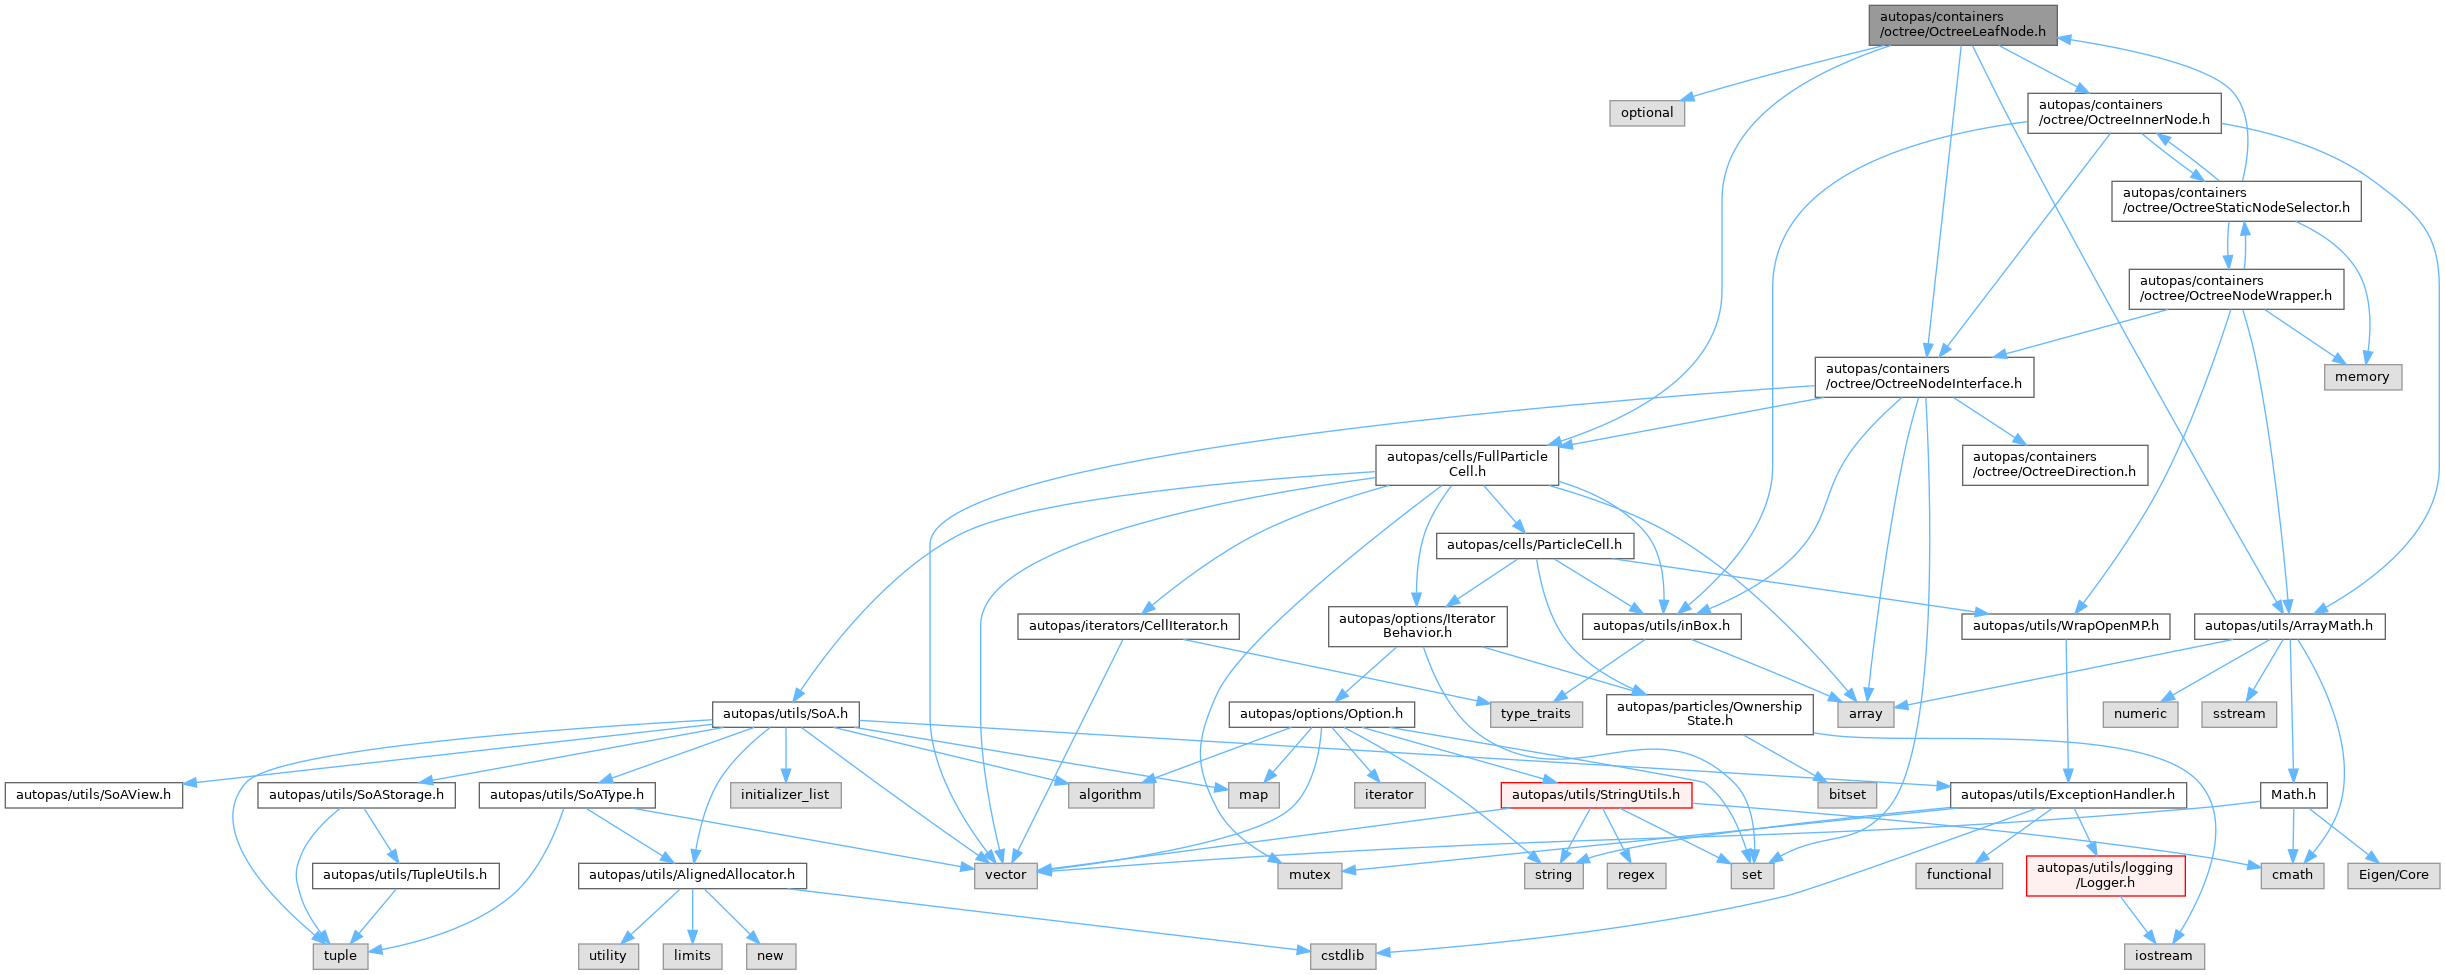 autopas/containers
/octree/OctreeLeafNode.h
optional
autopas/containers
/octree/OctreeInnerNode.h
autopas/containers
/octree/OctreeStaticNodeSelector.h
autopas/containers
/octree/OctreeNodeWrapper.h
autopas/containers
/octree/OctreeNodeInterface.h
memory
autopas/cells/FullParticle
Cell.h
autopas/containers
/octree/OctreeDirection.h
autopas/cells/ParticleCell.h
autopas/iterators/CellIterator.h
autopas/options/Iterator
Behavior.h
autopas/utils/inBox.h
autopas/utils/WrapOpenMP.h
autopas/utils/ArrayMath.h
autopas/utils/SoA.h
autopas/options/Option.h
type_traits
autopas/particles/Ownership
State.h
array
numeric
sstream
autopas/utils/SoAView.h
autopas/utils/SoAStorage.h
autopas/utils/SoAType.h
initializer_list
algorithm
map
iterator
autopas/utils/StringUtils.h
bitset
autopas/utils/ExceptionHandler.h
Math.h
autopas/utils/TupleUtils.h
autopas/utils/AlignedAllocator.h
vector
mutex
string
regex
set
functional
autopas/utils/logging
/Logger.h
cmath
Eigen/Core
tuple
utility
limits
new
cstdlib
iostream